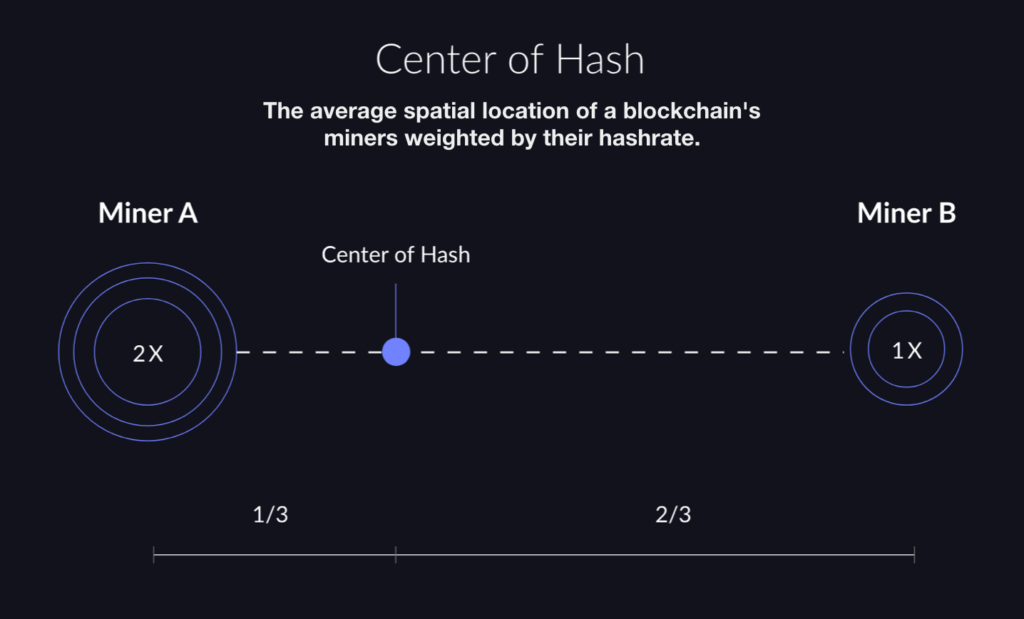 Center of Hash
The average spatial location of a blockchain's
miners weighted by their hashrate.
Miner A
Miner B
Center of Hash
2X
1X
1/3
2/3